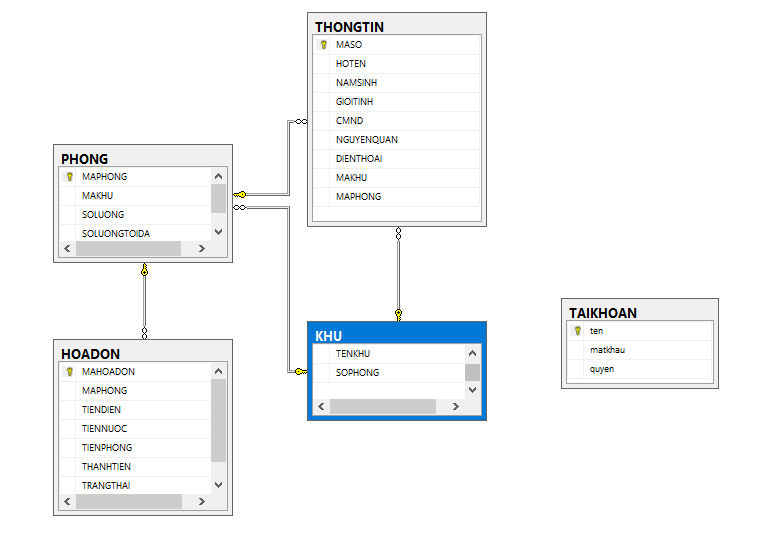 THONGTIN
MASO
HOTEN
NAMSINH
GIOITINH
CMND
NGUYENQUAN
DIENTHOAI
MAKHU
MAPHONG
PHONG
MAPHONG
MAKHU
SOLUONG
SOLUONGTOIDA
KHU
TENKHU
SOPHONG
TAIKHOAN
ten
matkhau
quyen
HOADON
MAHOADON
MAPHONG
TIENDIEN
TIENNUOC
TIENPHONG
THANHTIEN
TRANGTHAI